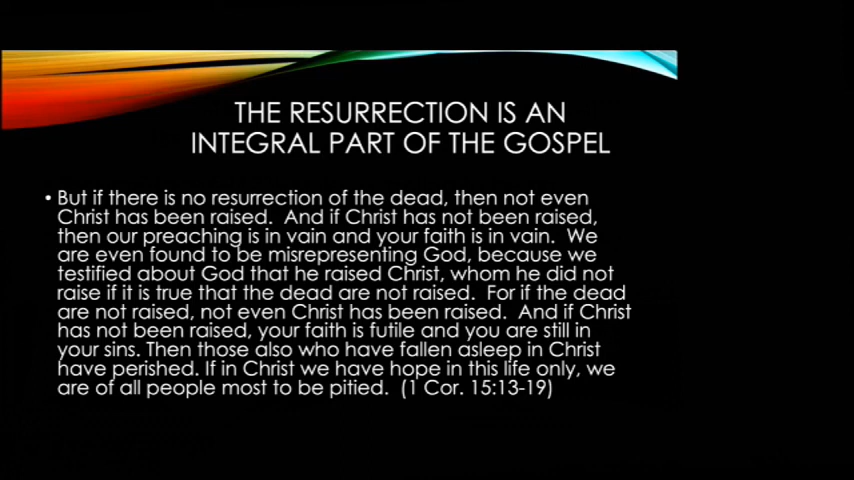 THE RESURRECTION IS AN
INTEGRAL PART OF THE GOSPEL
• But if there is no resurrection of the dead, then not even
Christ has been raised. And if Christ has not been raised,
then our preaching is in vain and your faith is in vain. We
are even found to be misrepresenting God, because we
testified about God that he raised Christ, whom he did not
raise if it is true that the dead are not raised. For if the dead
are not raised, not even Christ has been raised. And if Christ
has not been raised, your faith is futile and you are still in
your sins. Then those also who have fallen asleep in Christ
have perished. If in Christ we have hope in this life only, we
are of all people most to be pitied. (1 Cor. 15:13-19)